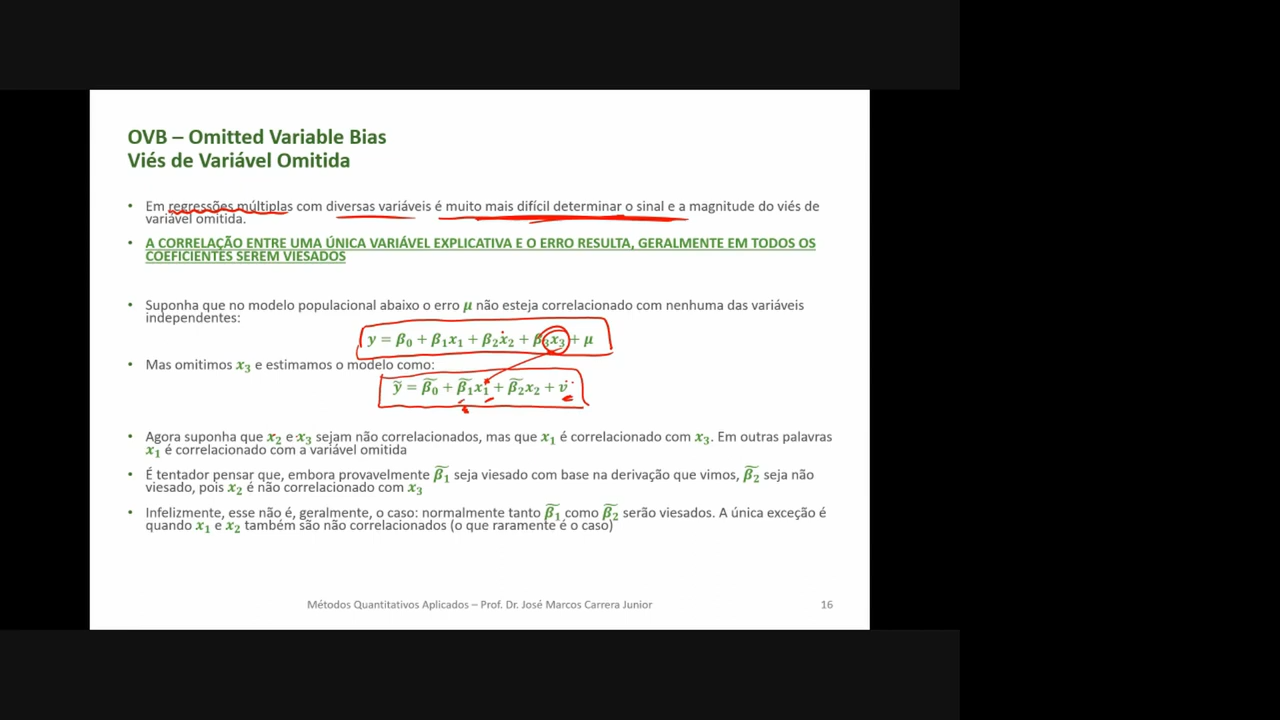 OVB – Omitted Variable Bias
Viés de Variável Omitida
• Em regressões múltiplas com diversas variáveis é muito mais difícil determinar o sinal e a magnitude do viés de
variável omitida.
• A CORRELAÇÃO ENTRE UMA ÚNICA VARIÁVEL EXPLICATIVA E O ERRO RESULTA, GERALMENTE EM TODOS OS
COEFICIENTES SEREM VIESADOS
• Suponha que no modelo populacional abaixo o erro μ não esteja correlacionado com nenhuma das variáveis
independentes:
y = β₀ + β₁x₁ + β₂x₂ + β₃x₃ + μ
• Mas omitimos x₃ e estimamos o modelo como:
ỹ = β̃₀ + β̃₁x₁ + β̃₂x₂ + v
• Agora suponha que x₂ e x₃ sejam não correlacionados, mas que x₁ é correlacionado com x₃. Em outras palavras
x₁ é correlacionado com a variável omitida
• É tentador pensar que, embora provavelmente β̃₁ seja viesado com base na derivação que vimos, β̃₂ seja não
viesado, pois x₂ é não correlacionado com x₃
• Infelizmente, esse não é, geralmente, o caso: normalmente tanto β̃₁ como β̃₂ serão viesados. A única exceção é
quando x₁ e x₂ também são não correlacionados (o que raramente é o caso)
Métodos Quantitativos Aplicados – Prof. Dr. José Marcos Carrera Junior 16